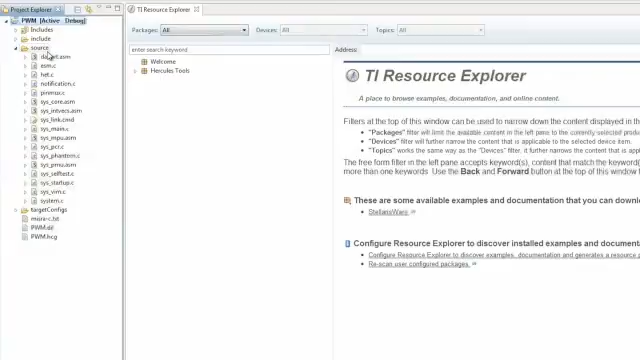 Project Explorer
PWM [Active - Debug]
Includes
include
source
dabort.asm
esm.c
het.c
notification.c
pinmux.c
sys_core.asm
sys_intvecs.asm
sys_link.cmd
sys_main.c
sys_mpu.asm
sys_pcr.c
sys_phantom.c
sys_pmu.asm
sys_selftest.c
sys_startup.c
sys_vim.c
system.c
targetConfigs
misra-c.txt
PWM.dil
PWM.hcg
TI Resource Explorer
Packages: All Devices: All Topics: All
enter search keyword
Welcome
Hercules Tools
Address:
TI Resource Explorer
A place to browse examples, documentation, and online content.
Filters at the top of this window can be used to narrow down the content displayed in the
• "Packages" filter will limit the available content in the left pane to the currently-selected
• "Devices" filter will further narrow the content that is applicable to the selected device item.
• "Topics" works the same way as the "Devices" filter, it further narrows the content that is
The free form filter in the left pane accepts keyword(s), content that match the keyword(
more than one keywords. Use the Back and Forward button at the top of this window
These are some available examples and documentation that you can
• StellarisWare
Configure Resource Explorer to discover installed examples and
• Configure Resource Explorer to discover examples, documentation and generates a resource
• Re-scan user configured packages.